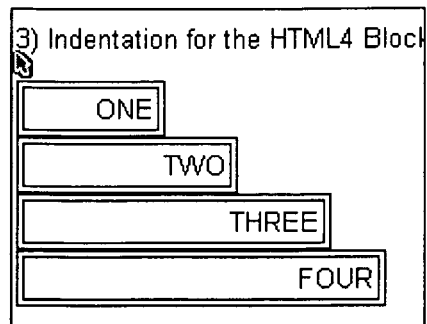 3) Indentation for the HTML4 Block
ONE
TWO
THREE
FOUR